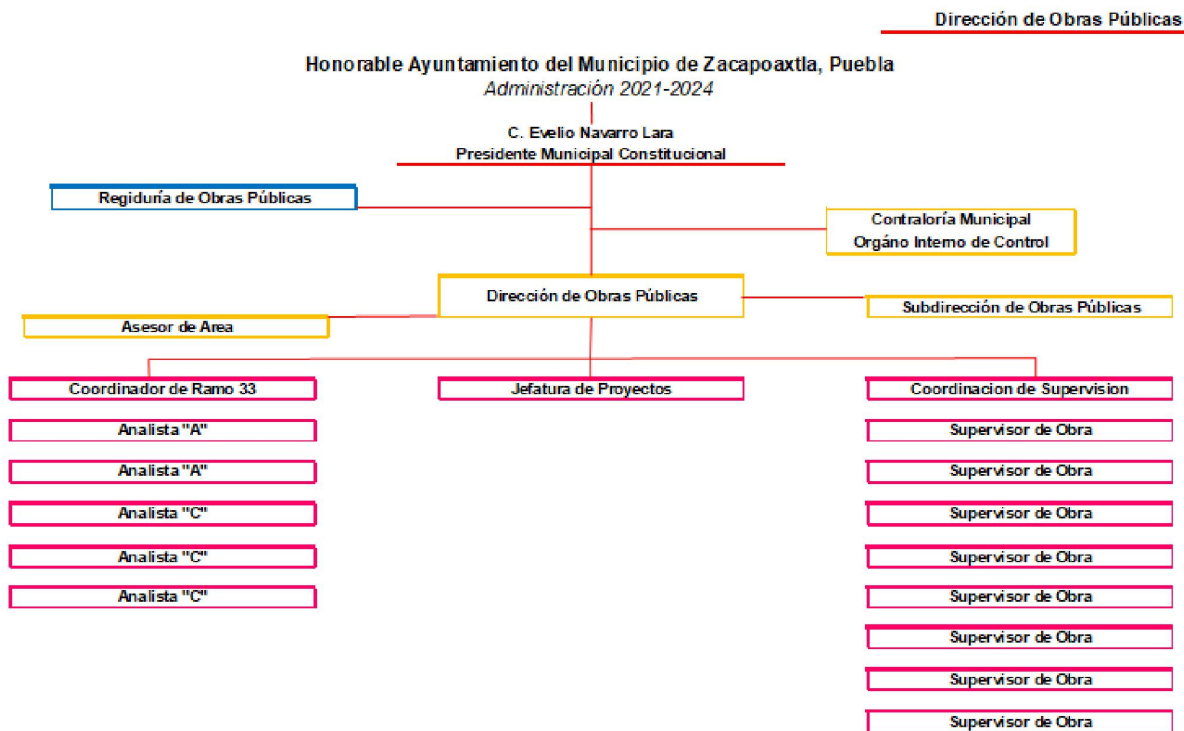 Dirección de Obras Públicas
Honorable Ayuntamiento del Municipio de Zacapoaxtla, Puebla
Administración 2021-2024
C. Evelio Navarro Lara
Presidente Municipal Constitucional
Regiduría de Obras Públicas
Contraloría Municipal
Orgáno Interno de Control
Dirección de Obras Públicas
Subdirección de Obras Públicas
Asesor de Area
Coordinador de Ramo 33
Jefatura de Proyectos
Coordinacion de Supervision
Analista "A"
Supervisor de Obra
Analista "A"
Supervisor de Obra
Analista "C"
Supervisor de Obra
Analista "C"
Supervisor de Obra
Analista "C"
Supervisor de Obra
Supervisor de Obra
Supervisor de Obra
Supervisor de Obra